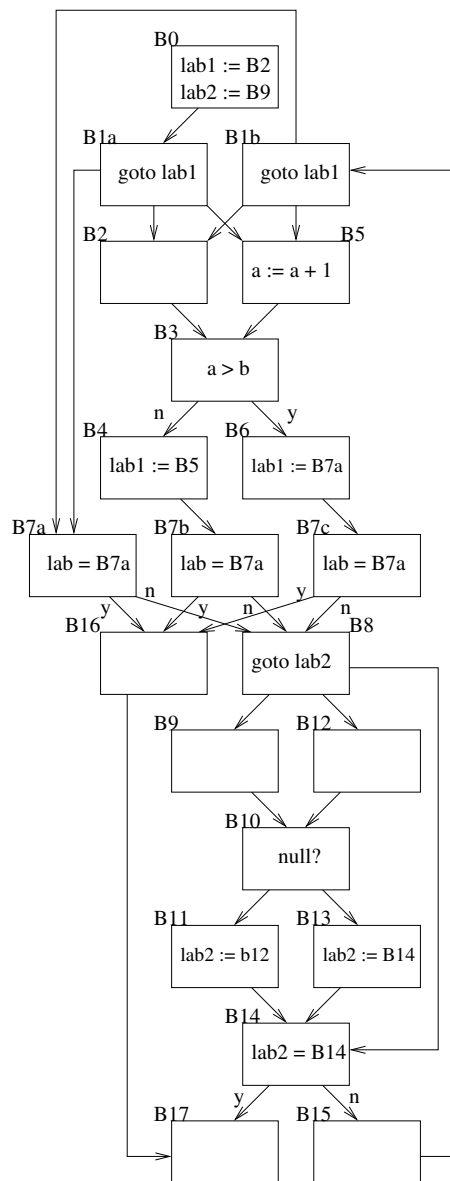 B0
lab1 := B2
lab2 := B9
B1a
B1b
goto lab1
goto lab1
B2
B5
a := a + 1
B3
a > b
n
y
B4
B6
lab1 := B5
lab1 := B7a
B7a
B7b
B7c
lab = B7a
lab = B7a
lab = B7a
n
y
y
y
n
n
B16
B8
goto lab2
B9
B12
B10
null?
B11
B13
lab2 := b12
lab2 := B14
B14
lab2 = B14
y
n
B17
B15